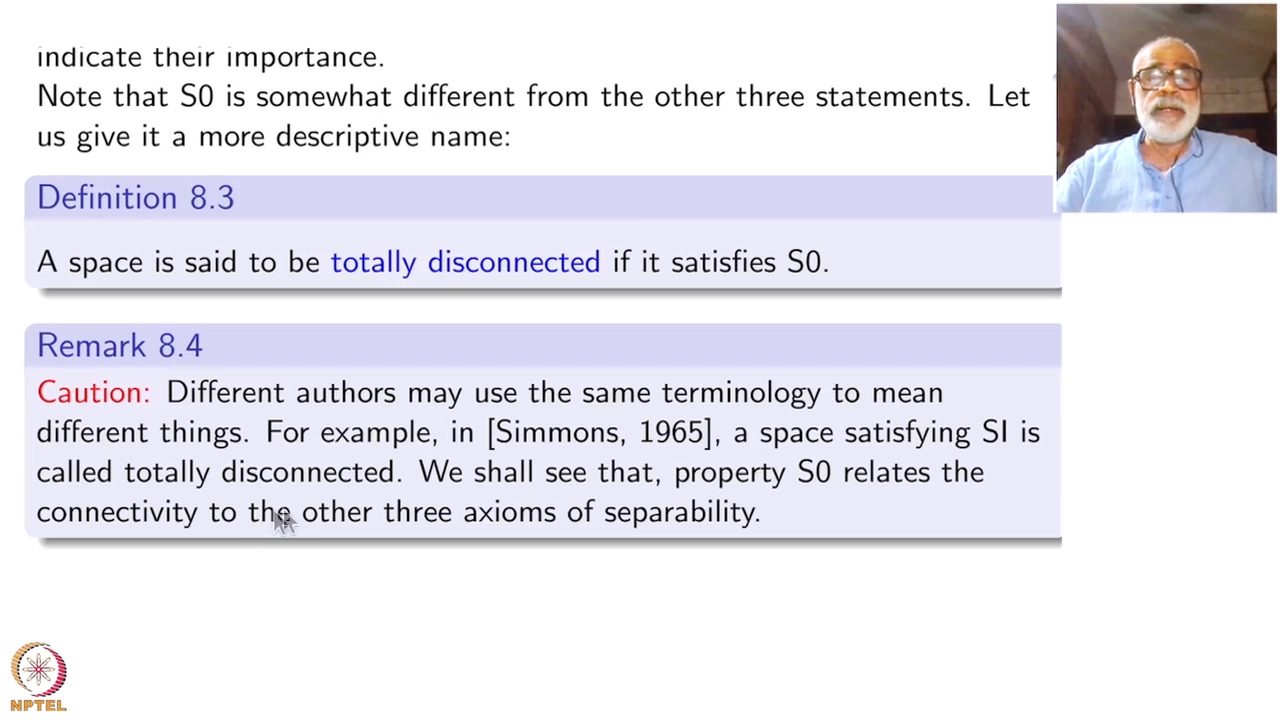 indicate their importance.
Note that S0 is somewhat different from the other three statements. Let
us give it a more descriptive name:
Definition 8.3
A space is said to be totally disconnected if it satisfies S0.
Remark 8.4
Caution: Different authors may use the same terminology to mean
different things. For example, in [Simmons, 1965], a space satisfying SI is
called totally disconnected. We shall see that, property S0 relates the
connectivity to the other three axioms of separability.
NPTEL